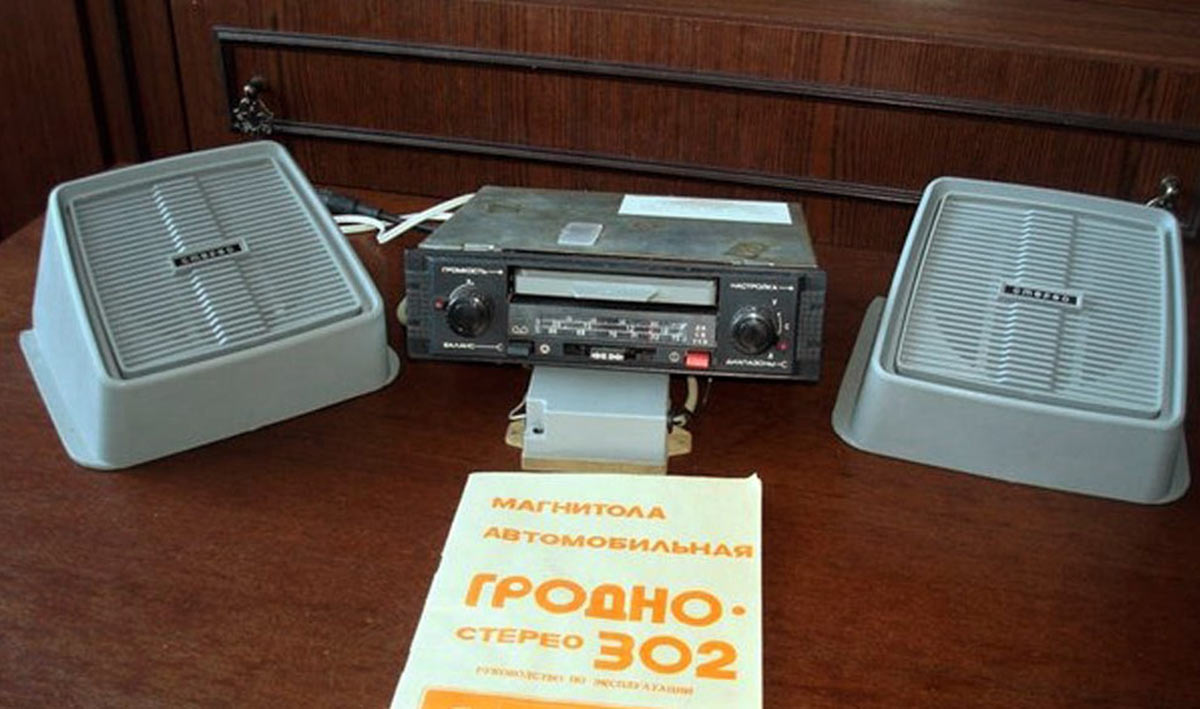 стерео
ГРОМКОСТЬ
НАСТРОЙКА
стерео
БАЛАНС
ДИАПАЗОНЫ
МАГНИТОЛА
АВТОМОБИЛЬНАЯ
ГРОДНО-
СТЕРЕО 302
РУКОВОДСТВО ПО ЭКСПЛУАТАЦИИ